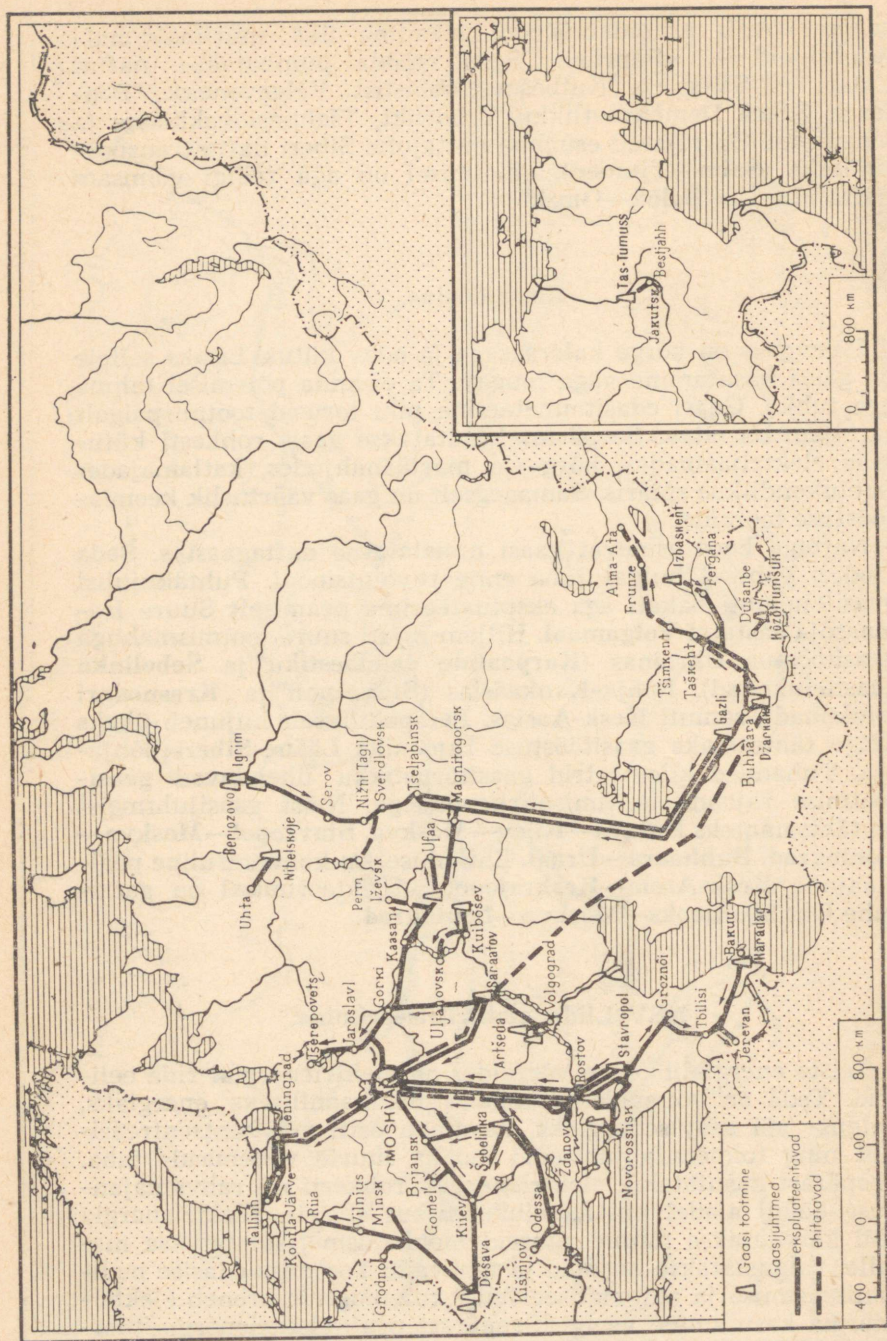 Tas-Tumuss
Jakutsk
Bestjahh
0 800 км
Berjozovo
Igrim
Uhta
Nibelskoje
Serov
Nižni Tagil
Sverdlovsk
Perm
Tšeljabinsk
Iževsk
Ufaa
Magnitogorsk
Kaasan
Kuibõšev
Uljanovsk
Gorki
Saraatov
Tšerepovets
Jaroslavl
Leningrad
Tallinn
Kohtla-Järve
MOSKVA
Riia
Vilnius
Minsk
Grodno
Brjansk
Gomel
Kiiev
Dašava
Šebelinka
Kišinjov
Odessa
Ždanov
Rostov
Artšeda
Volgograd
Stavropol
Novorossiisk
Groznõi
Tbilisi
Jerevan
Bakuu
Karadag
Alma-Ata
Frunze
Tšimkent
Taškent
Izbaskent
Fergana
Dušanbe
Kõzõltumšuk
Gazli
Buhhaara
Džarkak
Gaasi tootmine
Gaasijuhtmed
ekspluateeritavad
ehitatavad
400 0 400 800 км